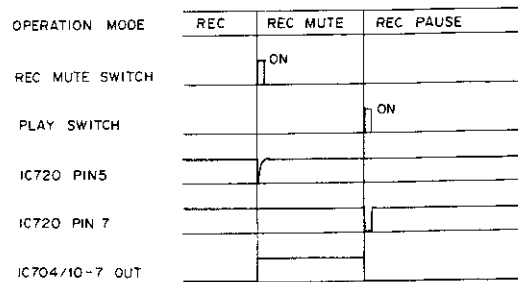 OPERATION MODE REC REC MUTE REC PAUSE
REC MUTE SWITCH ON
PLAY SWITCH ON
IC720 PIN5
IC720 PIN 7
IC704/10-7 OUT